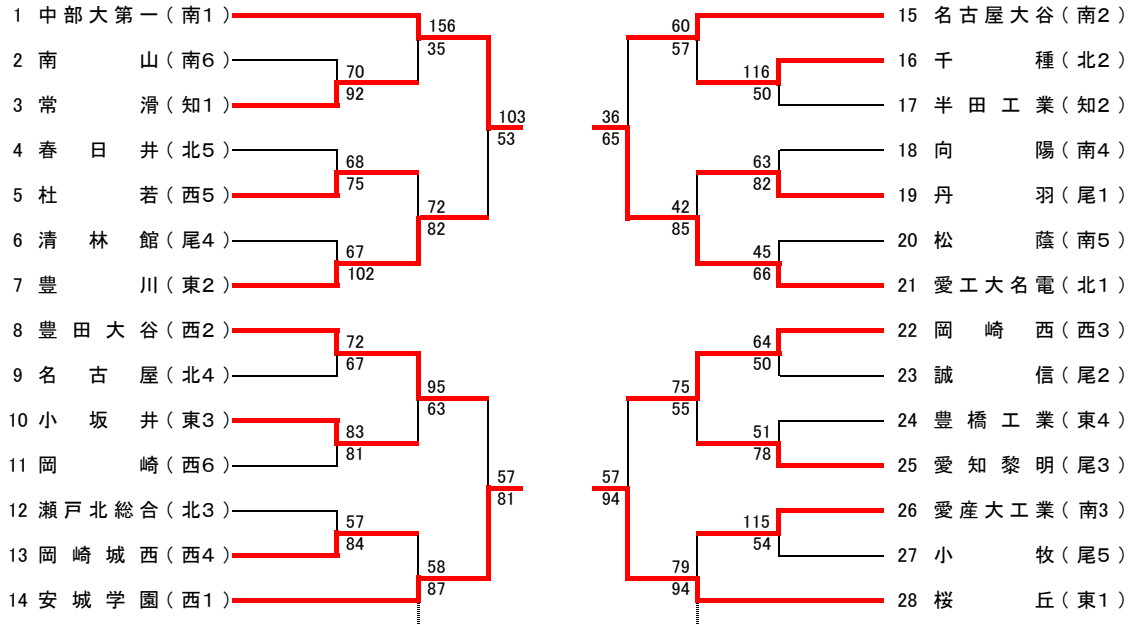 1 中部大第一(南1)
2 南山(南6)
3 常滑(知1)
4 春日井(北5)
5 杜若(西5)
6 清林館(尾4)
7 豊川(東2)
8 豊田大谷(西2)
9 名古屋(北4)
10 小坂井(東3)
11 岡崎(西6)
12 瀬戸北総合(北3)
13 岡崎城西(西4)
14 安城学園(西1)
156
35
70
92
103
53
68
75
72
82
67
102
72
67
95
63
83
81
57
81
57
84
58
87
60
57
116
50
36
65
63
82
42
85
45
66
64
50
75
55
51
78
57
94
115
54
79
94
15 名古屋大谷(南2)
16 千種(北2)
17 半田工業(知2)
18 向陽(南4)
19 丹羽(尾1)
20 松蔭(南5)
21 愛工大名電(北1)
22 岡崎西(西3)
23 誠信(尾2)
24 豊橋工業(東4)
25 愛知黎明(尾3)
26 愛産大工業(南3)
27 小牧(尾5)
28 桜丘(東1)